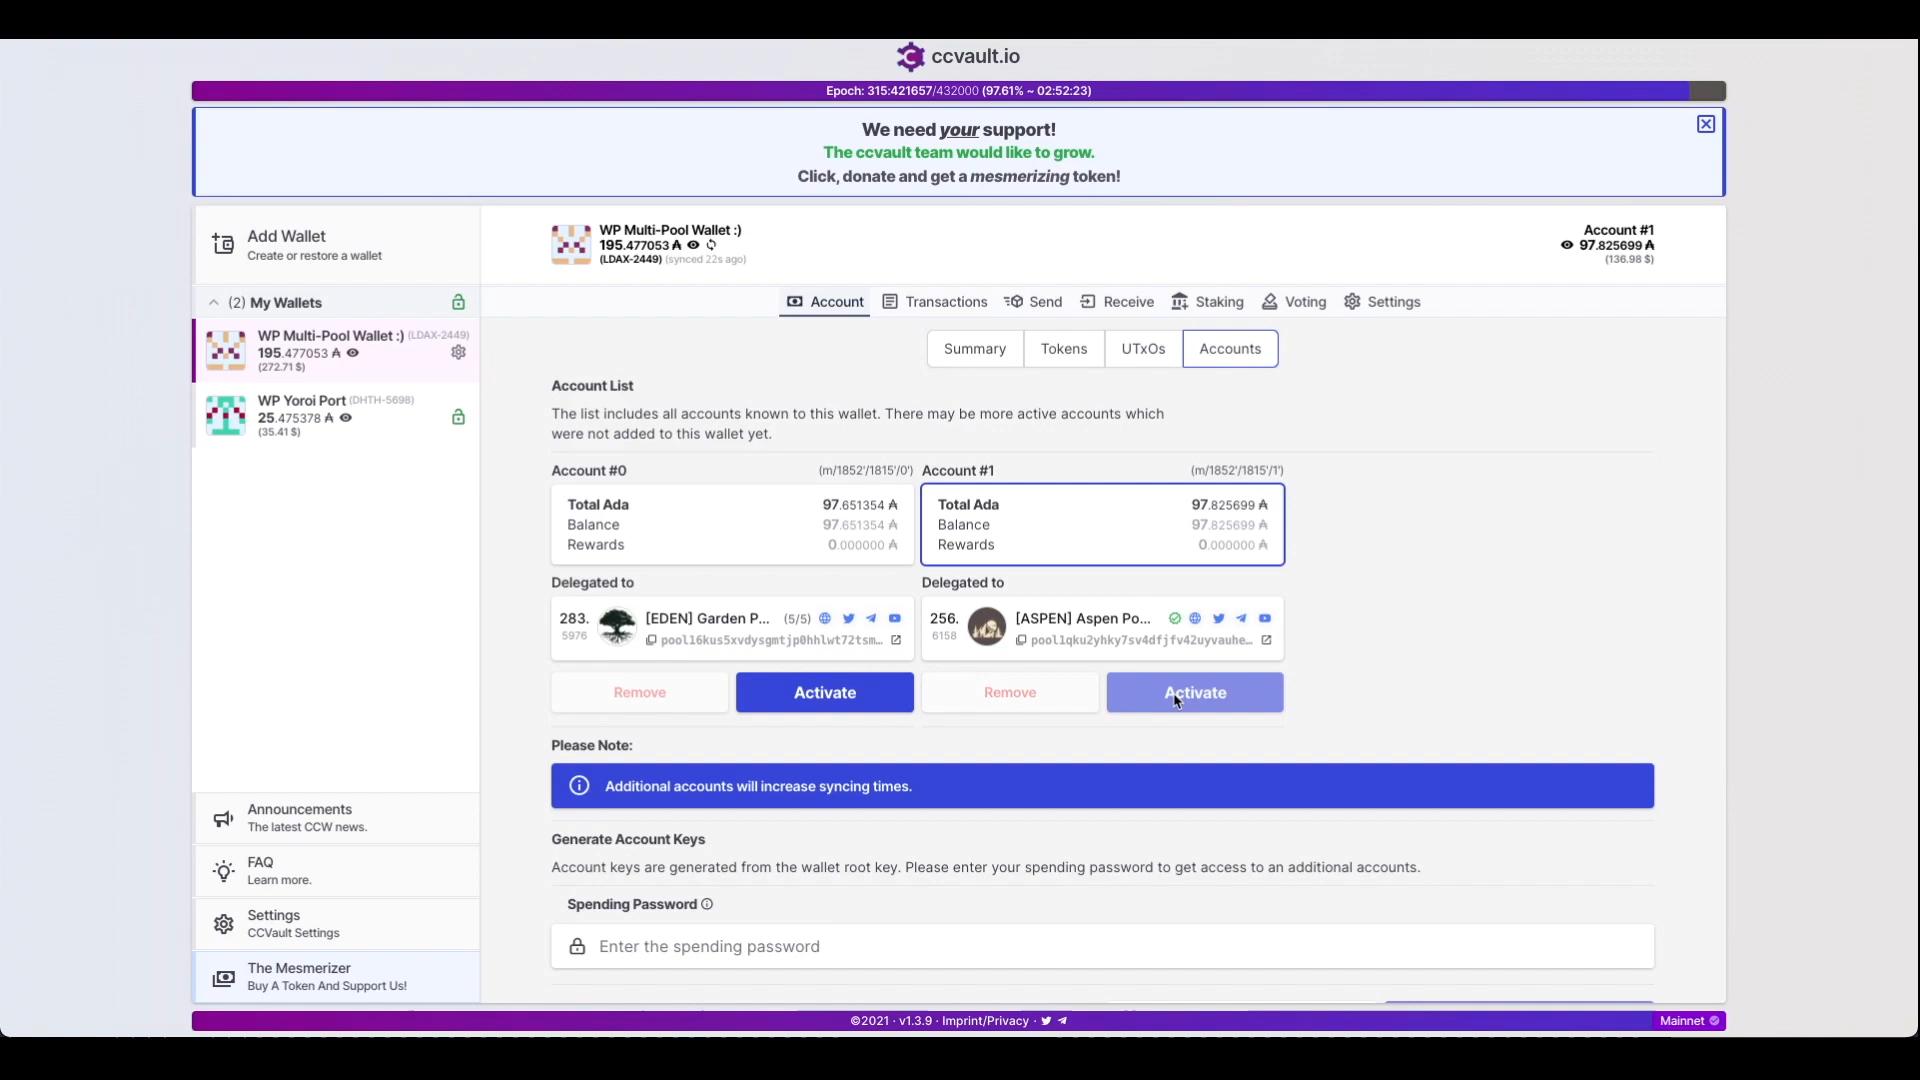 ccvault.io
Epoch: 315:421657/432000 (97.61% ~ 02:52:23)
We need your support!
The ccvault team would like to grow.
Click, donate and get a mesmerizing token!
Add Wallet
Create or restore a wallet
(2) My Wallets
WP Multi-Pool Wallet :) (LDAX-2449)
195.477053 ₳
(272.71 $)
WP Yoroi Port (DHTH-5698)
25.475378 ₳
(35.41 $)
Announcements
The latest CCW news.
FAQ
Learn more.
Settings
CCVault Settings
The Mesmerizer
Buy A Token And Support Us!
WP Multi-Pool Wallet :)
195.477053 ₳
(LDAX-2449) (synced 22s ago)
Account #1
97.825699 ₳
(136.98 $)
Account Transactions Send Receive Staking Voting Settings
Summary Tokens UTxOs Accounts
Account List
The list includes all accounts known to this wallet. There may be more active accounts which
were not added to this wallet yet.
Account #0 (m/1852'/1815'/0')
Total Ada 97.651354 ₳
Balance 97.651354 ₳
Rewards 0.000000 ₳
Delegated to
283. [EDEN] Garden P... (5/5)
5976 pool16kus5xvdysgmtjp0hhlwt72tsm...
Remove Activate
Account #1 (m/1852'/1815'/1')
Total Ada 97.825699 ₳
Balance 97.825699 ₳
Rewards 0.000000 ₳
Delegated to
256. [ASPEN] Aspen Po...
6158 pool1qku2yhky7sv4dfjfv42uyvauhe...
Remove Activate
Please Note:
Additional accounts will increase syncing times.
Generate Account Keys
Account keys are generated from the wallet root key. Please enter your spending password to get access to an additional accounts.
Spending Password
Enter the spending password
©2021 · v1.3.9 · Imprint/Privacy ·
Mainnet